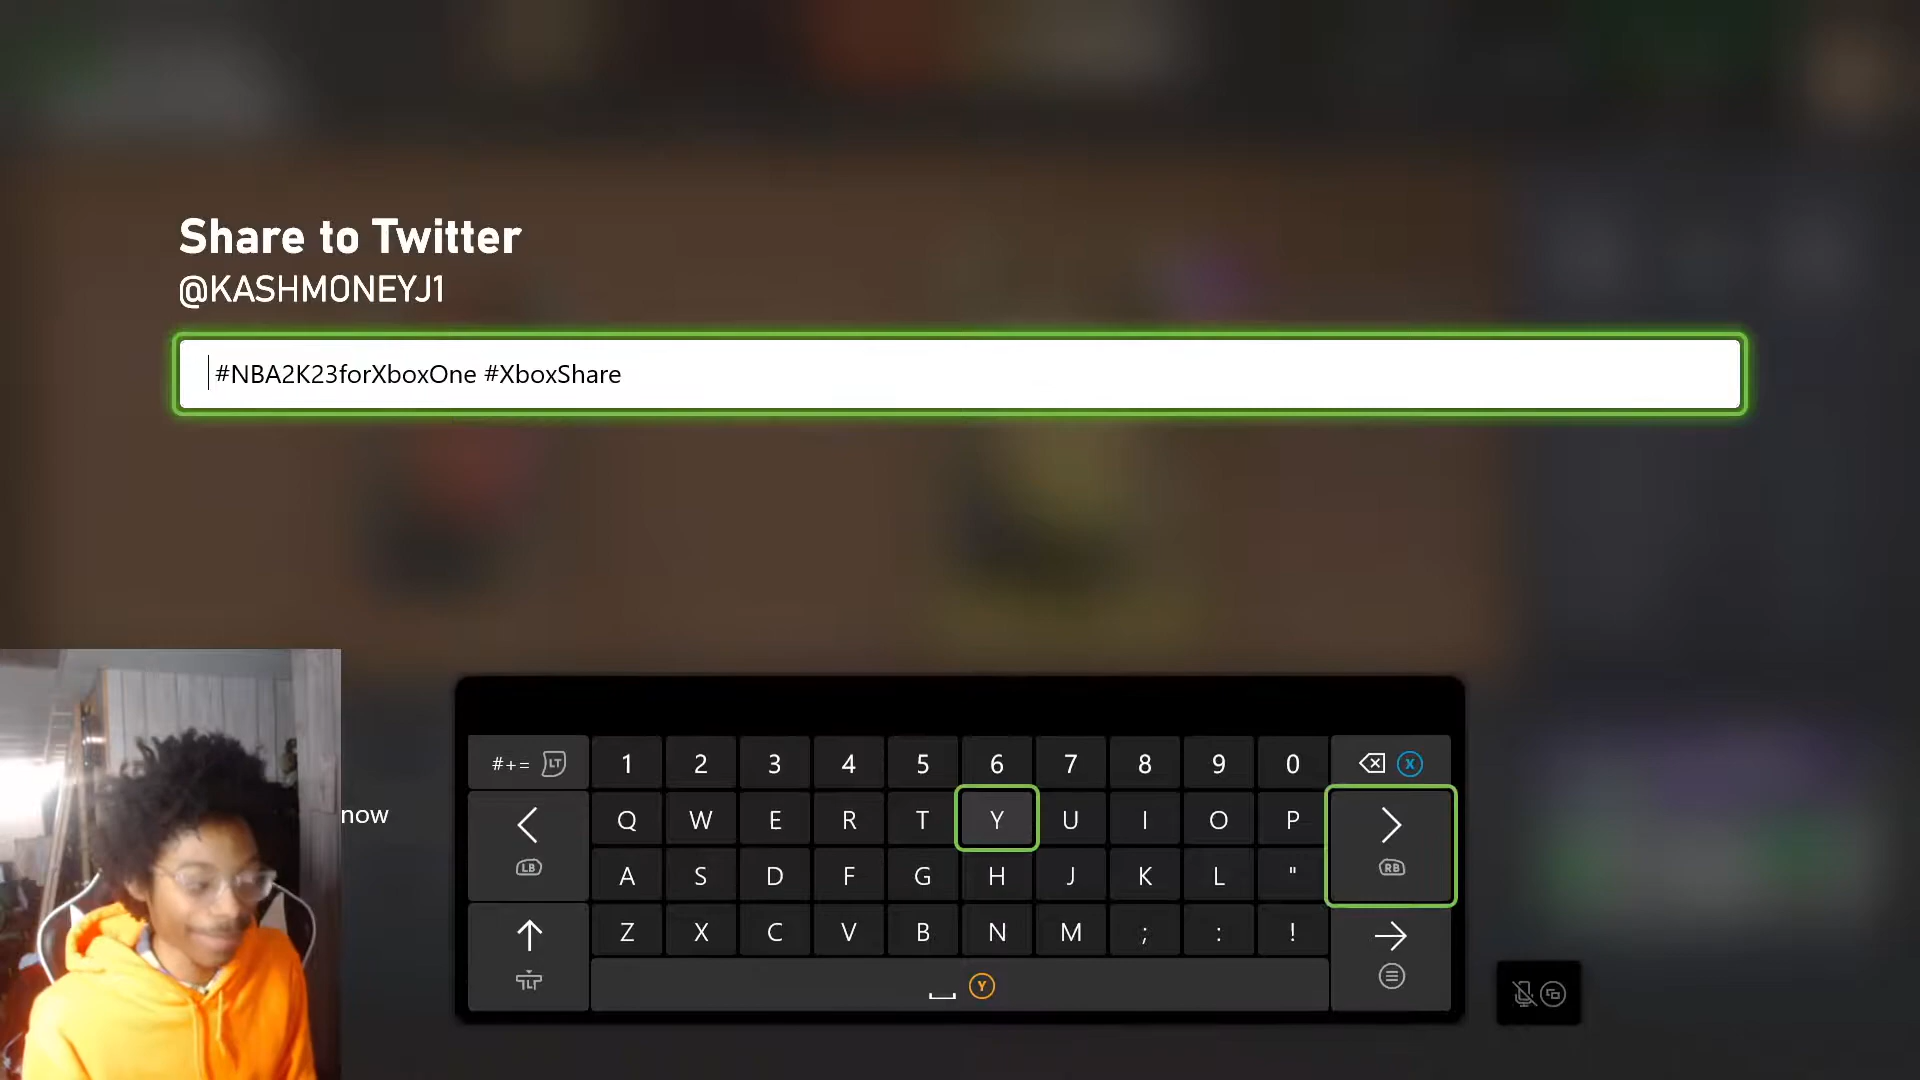 Share to Twitter
@KASHMONEYJ1
#NBA2K23forXboxOne #XboxShare
now
#+= LT 1 2 3 4 5 6 7 8 9 0 X
Q W E R T Y U I O P
LB A S D F G H J K L " RB
Z X C V B N M ; : !
Y